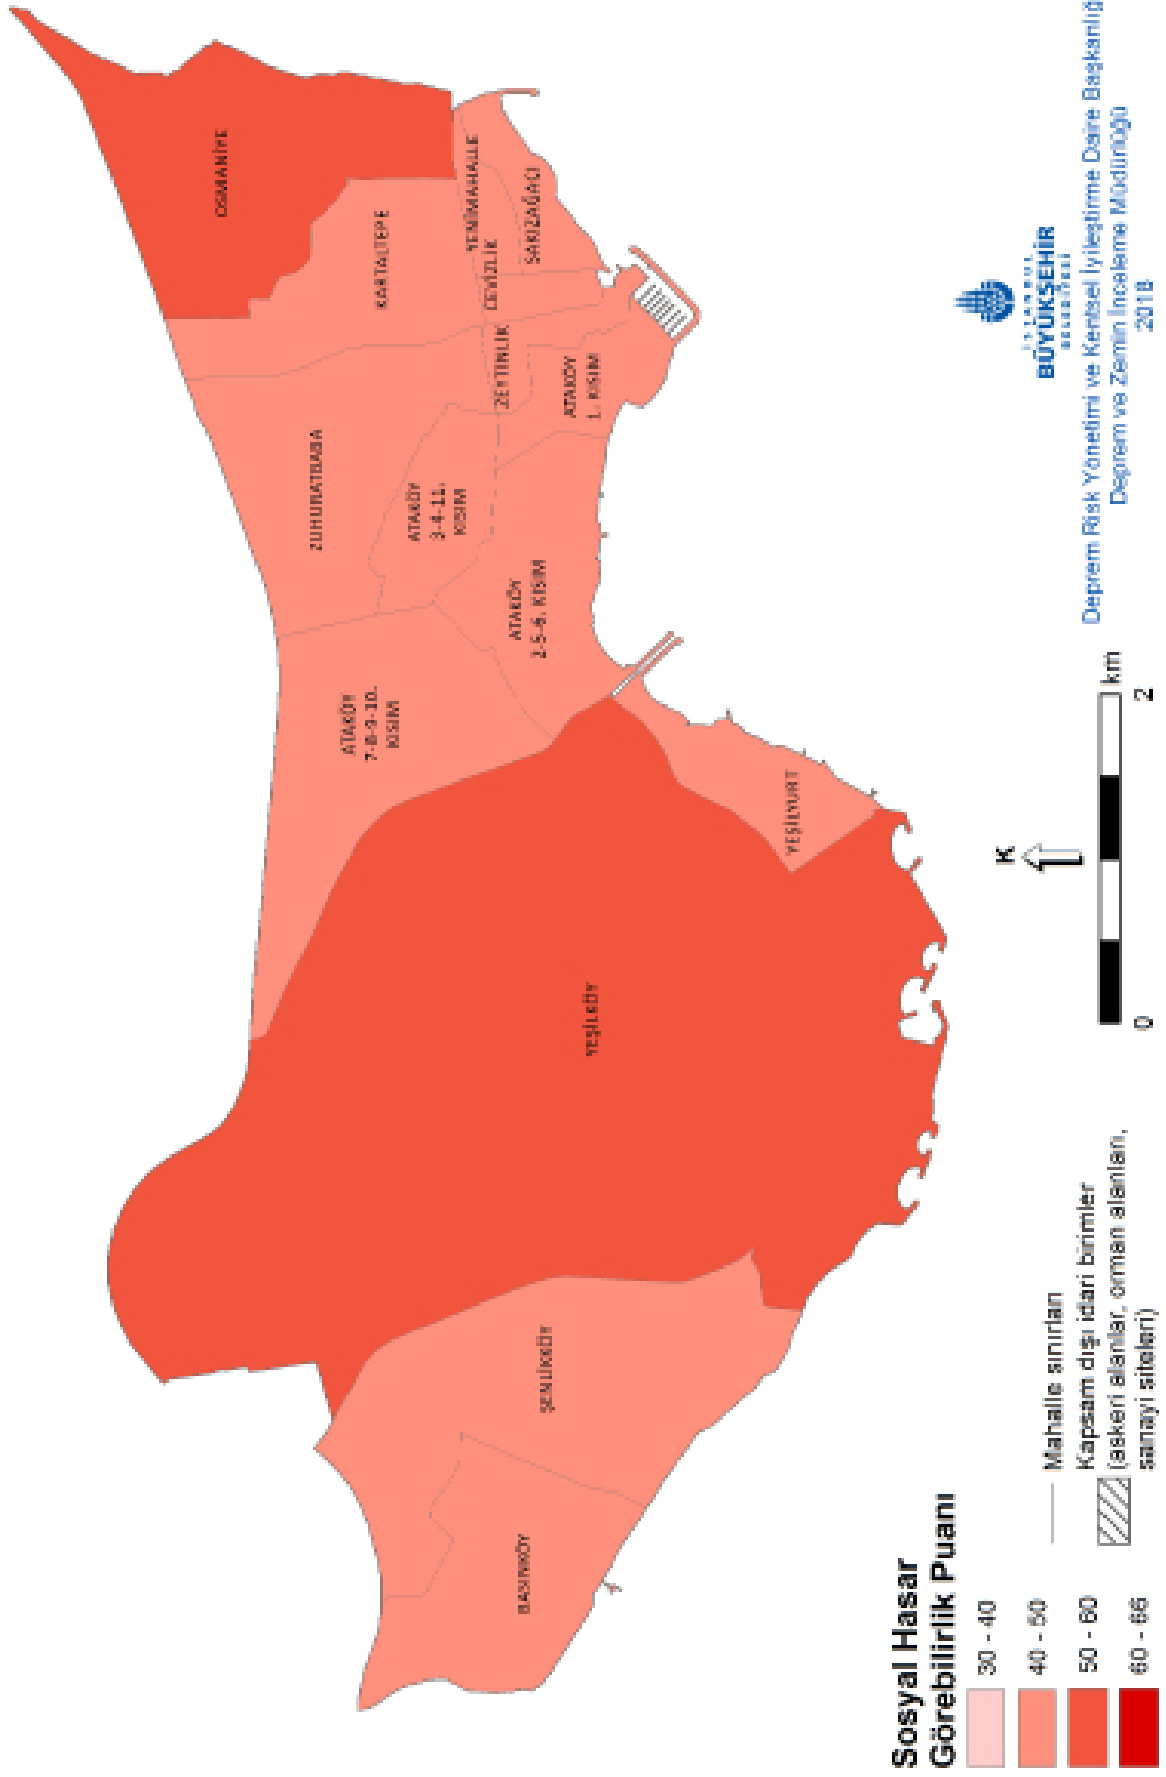 OSMANİYE
KARTALTEPE
YENİMAHALLE
SAKIZAĞACI
CEVİZLİK
ZEYTİNLİK
ATAKÖY
1. KISIM
ZUHURATBABA
ATAKÖY
3-4-11.
KISIM
ATAKÖY
2-5-6. KISIM
ATAKÖY
7-8-9-10.
KISIM
YEŞİLYURT
YEŞİLKÖY
ŞENLİKKÖY
BASINKÖY
Sosyal Hasar
Görebilirlik Puanı
30 - 40
40 - 50
50 - 60
60 - 66
Mahalle sınırları
Kapsam dışı idari birimler
(askeri alanlar, orman alanları,
sanayi siteleri)
K
0 2
km
İSTANBUL
BÜYÜKŞEHİR
BELEDİYESİ
Deprem Risk Yönetimi ve Kentsel İyileştirme Daire Başkanlığı
Deprem ve Zemin İnceleme Müdürlüğü
2018